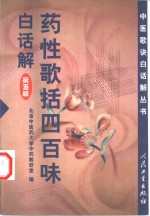 中医歌诀白话解丛书
药性歌括四百味
白话解
第五版
北京中医药大学中药教研室 编
人民卫生出版社